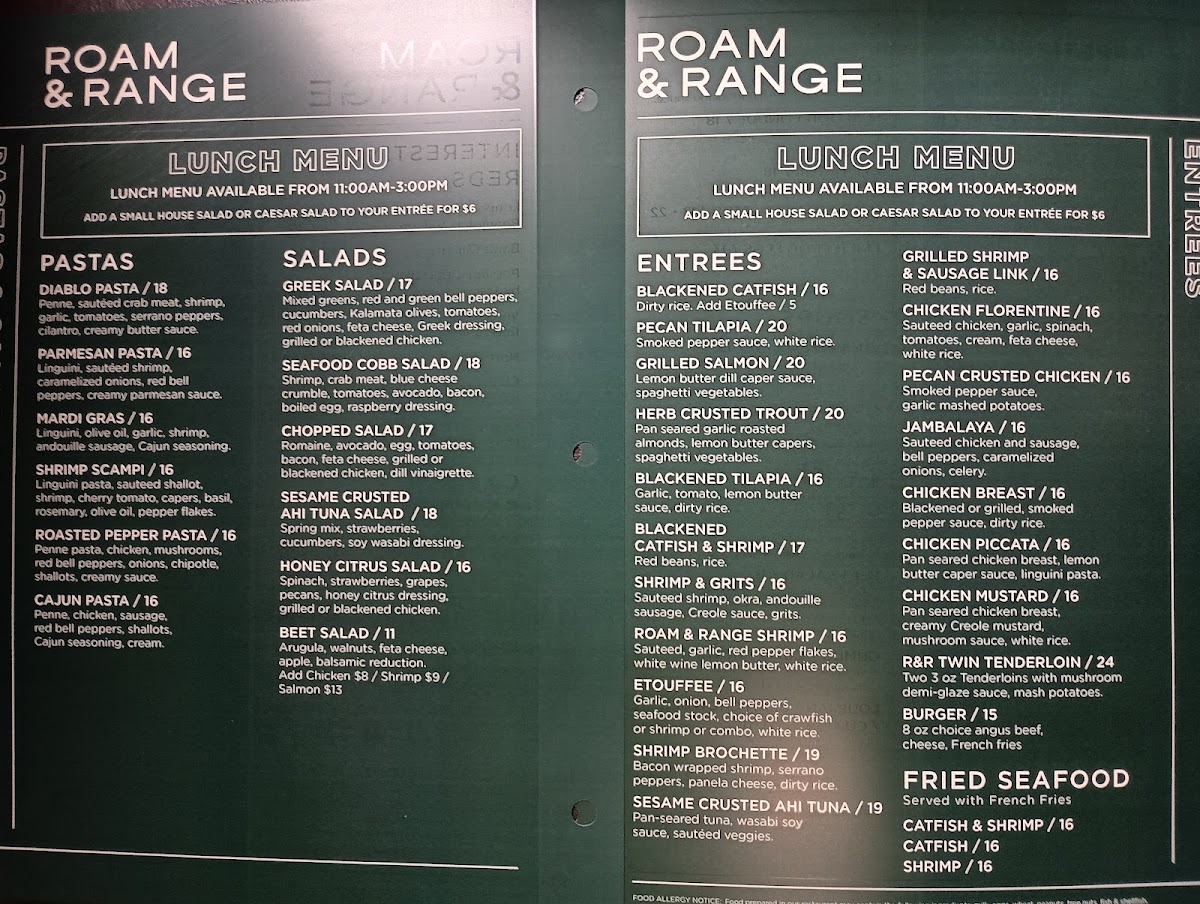 ROAM
& RANGE
LUNCH MENU
LUNCH MENU AVAILABLE FROM 11:00AM-3:00PM
ADD A SMALL HOUSE SALAD OR CAESAR SALAD TO YOUR ENTRÉE FOR $6
PASTAS
DIABLO PASTA / 18
Penne, sautéed crab meat, shrimp,
garlic, tomatoes, serrano peppers,
cilantro, creamy butter sauce.
PARMESAN PASTA / 16
Linguini, sautéed shrimp,
caramelized onions, red bell
peppers, creamy parmesan sauce.
MARDI GRAS / 16
Linguini, olive oil, garlic, shrimp,
andouille sausage, Cajun seasoning.
SHRIMP SCAMPI / 16
Linguini pasta, sauteed shallot,
shrimp, cherry tomato, capers, basil,
rosemary, olive oil, pepper flakes.
ROASTED PEPPER PASTA / 16
Penne pasta, chicken, mushrooms,
red bell peppers, onions, chipotle,
shallots, creamy sauce.
CAJUN PASTA / 16
Penne, chicken, sausage,
red bell peppers, shallots,
Cajun seasoning, cream.
SALADS
GREEK SALAD / 17
Mixed greens, red and green bell peppers,
cucumbers, Kalamata olives, tomatoes,
red onions, feta cheese, Greek dressing,
grilled or blackened chicken.
SEAFOOD COBB SALAD / 18
Shrimp, crab meat, blue cheese
crumble, tomatoes, avocado, bacon,
boiled egg, raspberry dressing.
CHOPPED SALAD / 17
Romaine, avocado, egg, tomatoes,
bacon, feta cheese, grilled or
blackened chicken, dill vinaigrette.
SESAME CRUSTED
AHI TUNA SALAD / 18
Spring mix, strawberries,
cucumbers, soy wasabi dressing.
HONEY CITRUS SALAD / 16
Spinach, strawberries, grapes,
pecans, honey citrus dressing,
grilled or blackened chicken.
BEET SALAD / 11
Arugula, walnuts, feta cheese,
apple, balsamic reduction.
Add Chicken $8 / Shrimp $9 /
Salmon $13
ROAM
& RANGE
LUNCH MENU
LUNCH MENU AVAILABLE FROM 11:00AM-3:00PM
ADD A SMALL HOUSE SALAD OR CAESAR SALAD TO YOUR ENTRÉE FOR $6
ENTREES
BLACKENED CATFISH / 16
Dirty rice. Add Etouffee / 5
PECAN TILAPIA / 20
Smoked pepper sauce, white rice.
GRILLED SALMON / 20
Lemon butter dill caper sauce,
spaghetti vegetables.
HERB CRUSTED TROUT / 20
Pan seared garlic roasted
almonds, lemon butter capers,
spaghetti vegetables.
BLACKENED TILAPIA / 16
Garlic, tomato, lemon butter
sauce, dirty rice.
BLACKENED
CATFISH & SHRIMP / 17
Red beans, rice.
SHRIMP & GRITS / 16
Sauteed shrimp, okra, andouille
sausage, Creole sauce, grits.
ROAM & RANGE SHRIMP / 16
Sauteed, garlic, red pepper flakes,
white wine lemon butter, white rice.
ETOUFFEE / 16
Garlic, onion, bell peppers,
seafood stock, choice of crawfish
or shrimp or combo, white rice.
SHRIMP BROCHETTE / 19
Bacon wrapped shrimp, serrano
peppers, panela cheese, dirty rice.
SESAME CRUSTED AHI TUNA / 19
Pan-seared tuna, wasabi soy
sauce, sautéed veggies.
GRILLED SHRIMP
& SAUSAGE LINK / 16
Red beans, rice.
CHICKEN FLORENTINE / 16
Sauteed chicken, garlic, spinach,
tomatoes, cream, feta cheese,
white rice.
PECAN CRUSTED CHICKEN / 16
Smoked pepper sauce,
garlic mashed potatoes.
JAMBALAYA / 16
Sauteed chicken and sausage,
bell peppers, caramelized
onions, celery.
CHICKEN BREAST / 16
Blackened or grilled, smoked
pepper sauce, dirty rice.
CHICKEN PICCATA / 16
Pan seared chicken breast, lemon
butter caper sauce, linguini pasta.
CHICKEN MUSTARD / 16
Pan seared chicken breast,
creamy Creole mustard,
mushroom sauce, white rice.
R&R TWIN TENDERLOIN / 24
Two 3 oz Tenderloins with mushroom
demi-glaze sauce, mash potatoes.
BURGER / 15
8 oz choice angus beef,
cheese, French fries
FRIED SEAFOOD
Served with French Fries
CATFISH & SHRIMP / 16
CATFISH / 16
SHRIMP / 16
ENTREES
FOOD ALLERGY NOTICE: Food prepared in our restaurant may